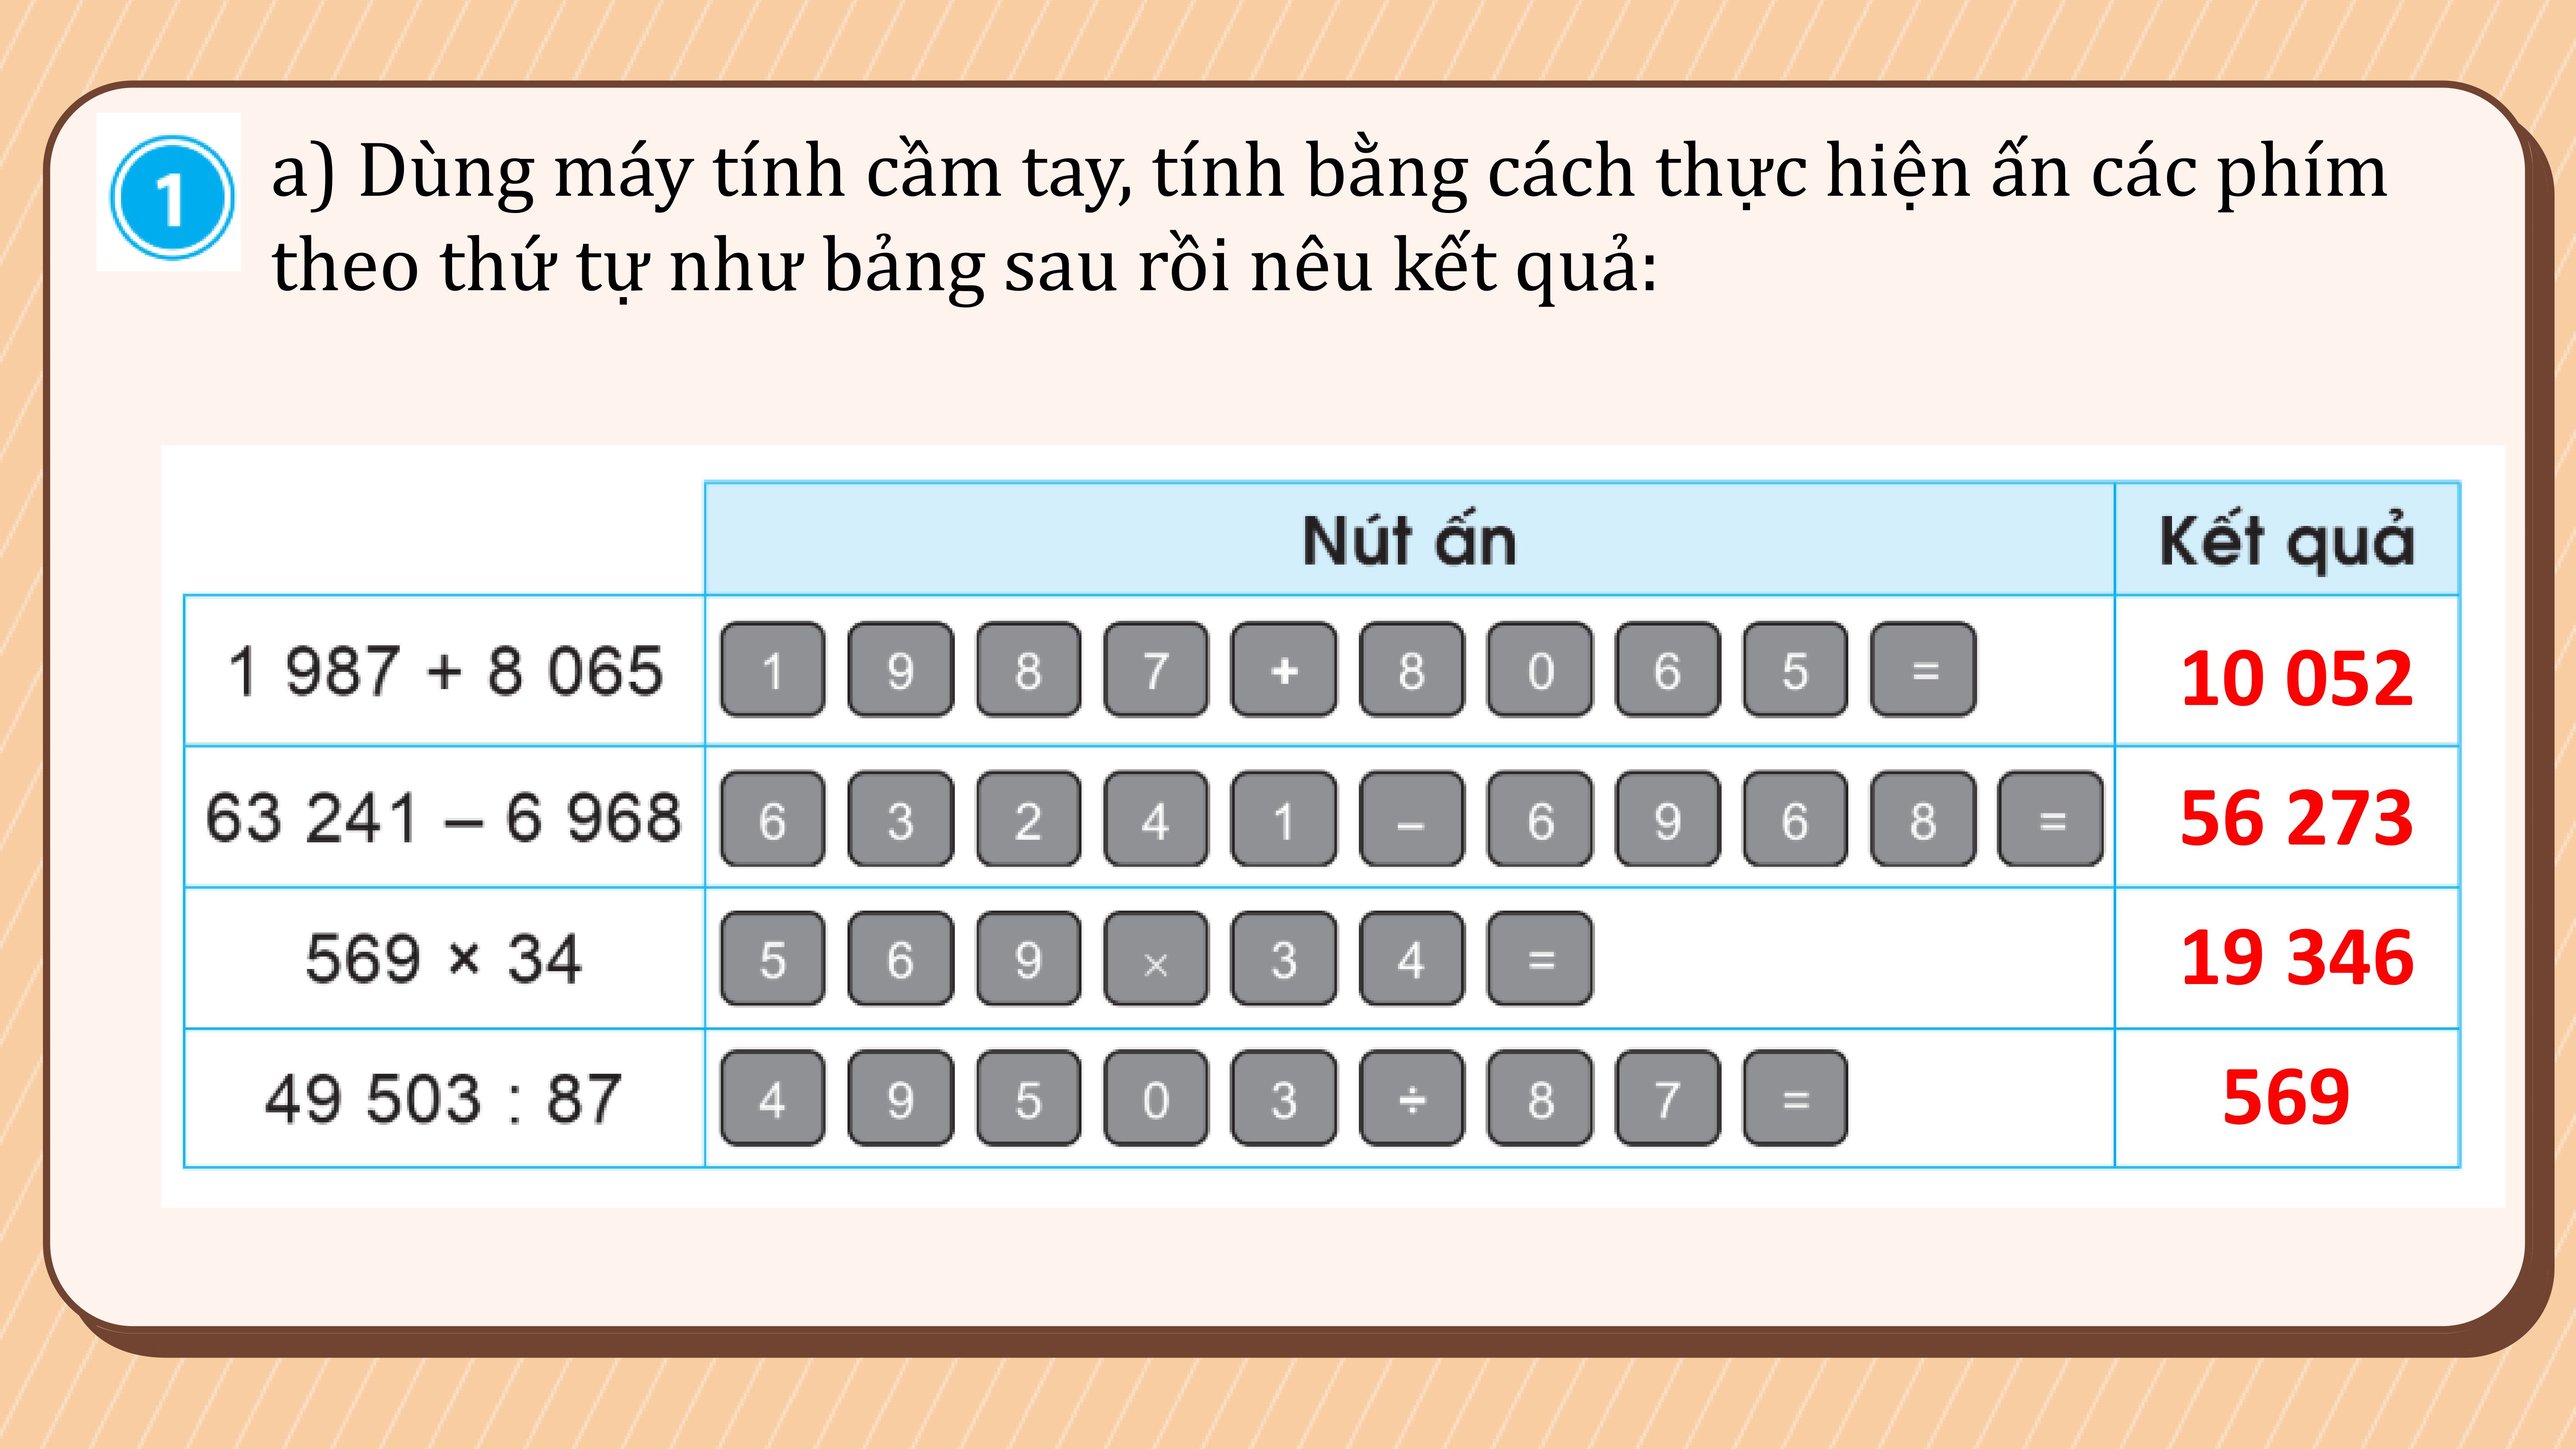 1
a) Dùng máy tính cầm tay, tính bằng cách thực hiện ấn các phím
theo thứ tự như bảng sau rồi nêu kết quả:
Nút ấn Kết quả
1 987 + 8 065 1 9 8 7 + 8 0 6 5 = 10 052
63 241 – 6 968 6 3 2 4 1 – 6 9 6 8 = 56 273
569 × 34 5 6 9 × 3 4 = 19 346
49 503 : 87 4 9 5 0 3 ÷ 8 7 = 569